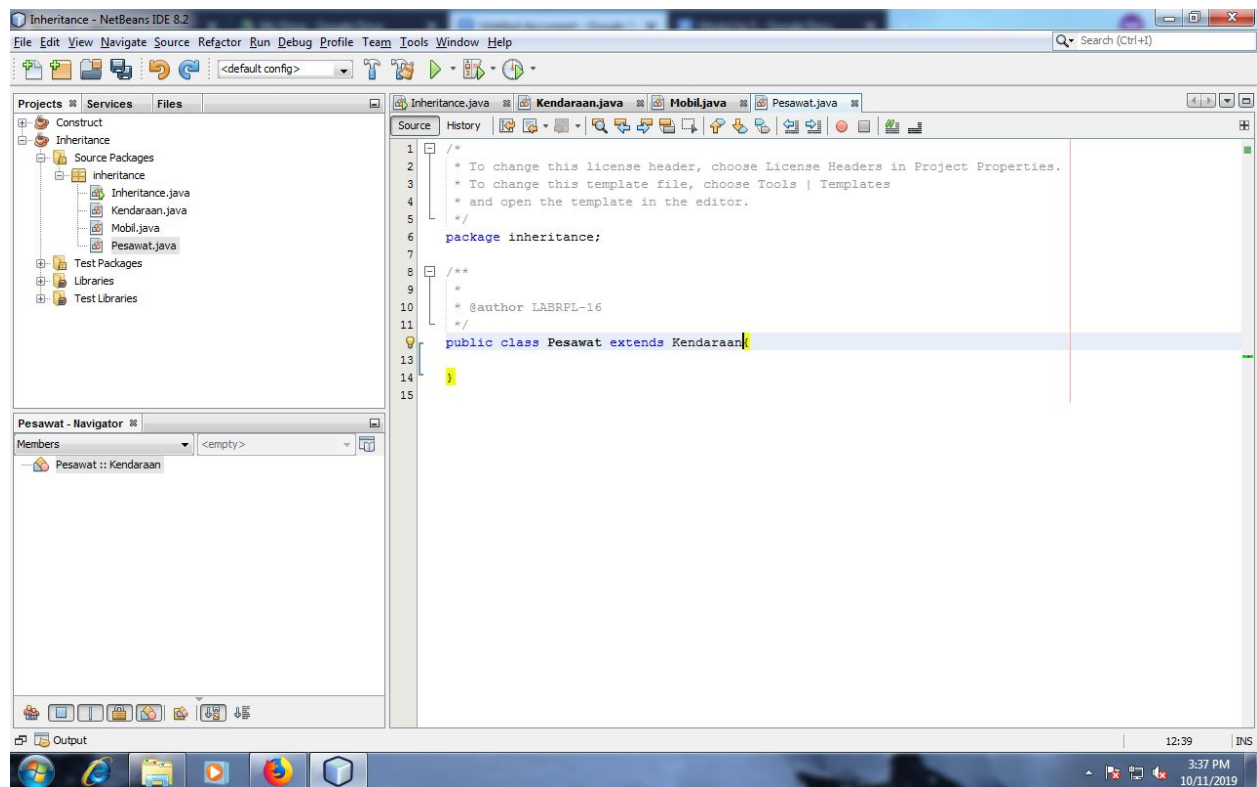 Inheritance - NetBeans IDE 8.2
File Edit View Navigate Source Refactor Run Debug Profile Team Tools Window Help
Search (Ctrl+I)
<default config>
Projects Services Files
Construct
Inheritance
Source Packages
inheritance
Inheritance.java
Kendaraan.java
Mobil.java
Pesawat.java
Test Packages
Libraries
Test Libraries
Pesawat - Navigator
Members <empty>
Pesawat :: Kendaraan
Inheritance.java Kendaraan.java Mobil.java Pesawat.java
Source History
1 /*
2 * To change this license header, choose License Headers in Project Properties.
3 * To change this template file, choose Tools | Templates
4 * and open the template in the editor.
5 */
6 package inheritance;
7
8 /**
9 *
10 * @author LABRPL-16
11 */
public class Pesawat extends Kendaraan{
13
14 }
15
Output
12:39 INS
3:37 PM
10/11/2019